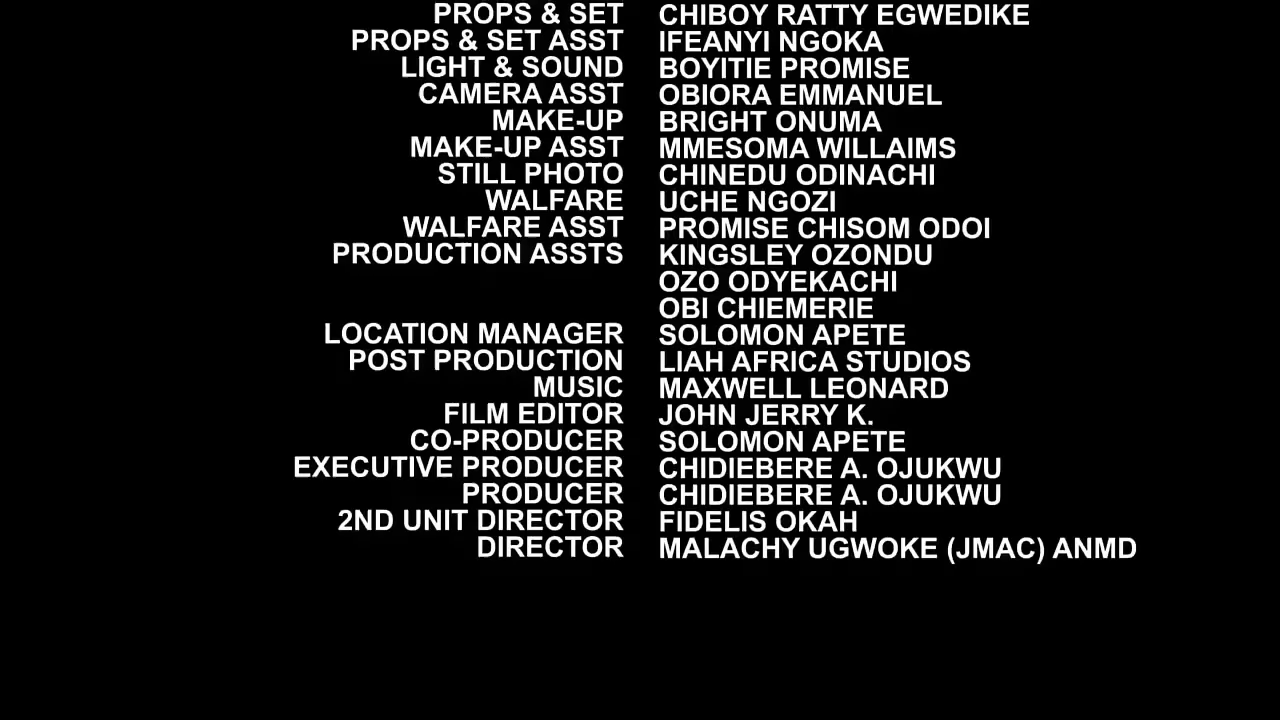 PROPS & SET CHIBOY RATTY EGWEDIKE
PROPS & SET ASST IFEANYI NGOKA
LIGHT & SOUND BOYITIE PROMISE
CAMERA ASST OBIORA EMMANUEL
MAKE-UP BRIGHT ONUMA
MAKE-UP ASST MMESOMA WILLAIMS
STILL PHOTO CHINEDU ODINACHI
WALFARE UCHE NGOZI
WALFARE ASST PROMISE CHISOM ODOI
PRODUCTION ASSTS KINGSLEY OZONDU
OZO ODYEKACHI
OBI CHIEMERIE
LOCATION MANAGER SOLOMON APETE
POST PRODUCTION LIAH AFRICA STUDIOS
MUSIC MAXWELL LEONARD
FILM EDITOR JOHN JERRY K.
CO-PRODUCER SOLOMON APETE
EXECUTIVE PRODUCER CHIDIEBERE A. OJUKWU
PRODUCER CHIDIEBERE A. OJUKWU
2ND UNIT DIRECTOR FIDELIS OKAH
DIRECTOR MALACHY UGWOKE (JMAC) ANMD